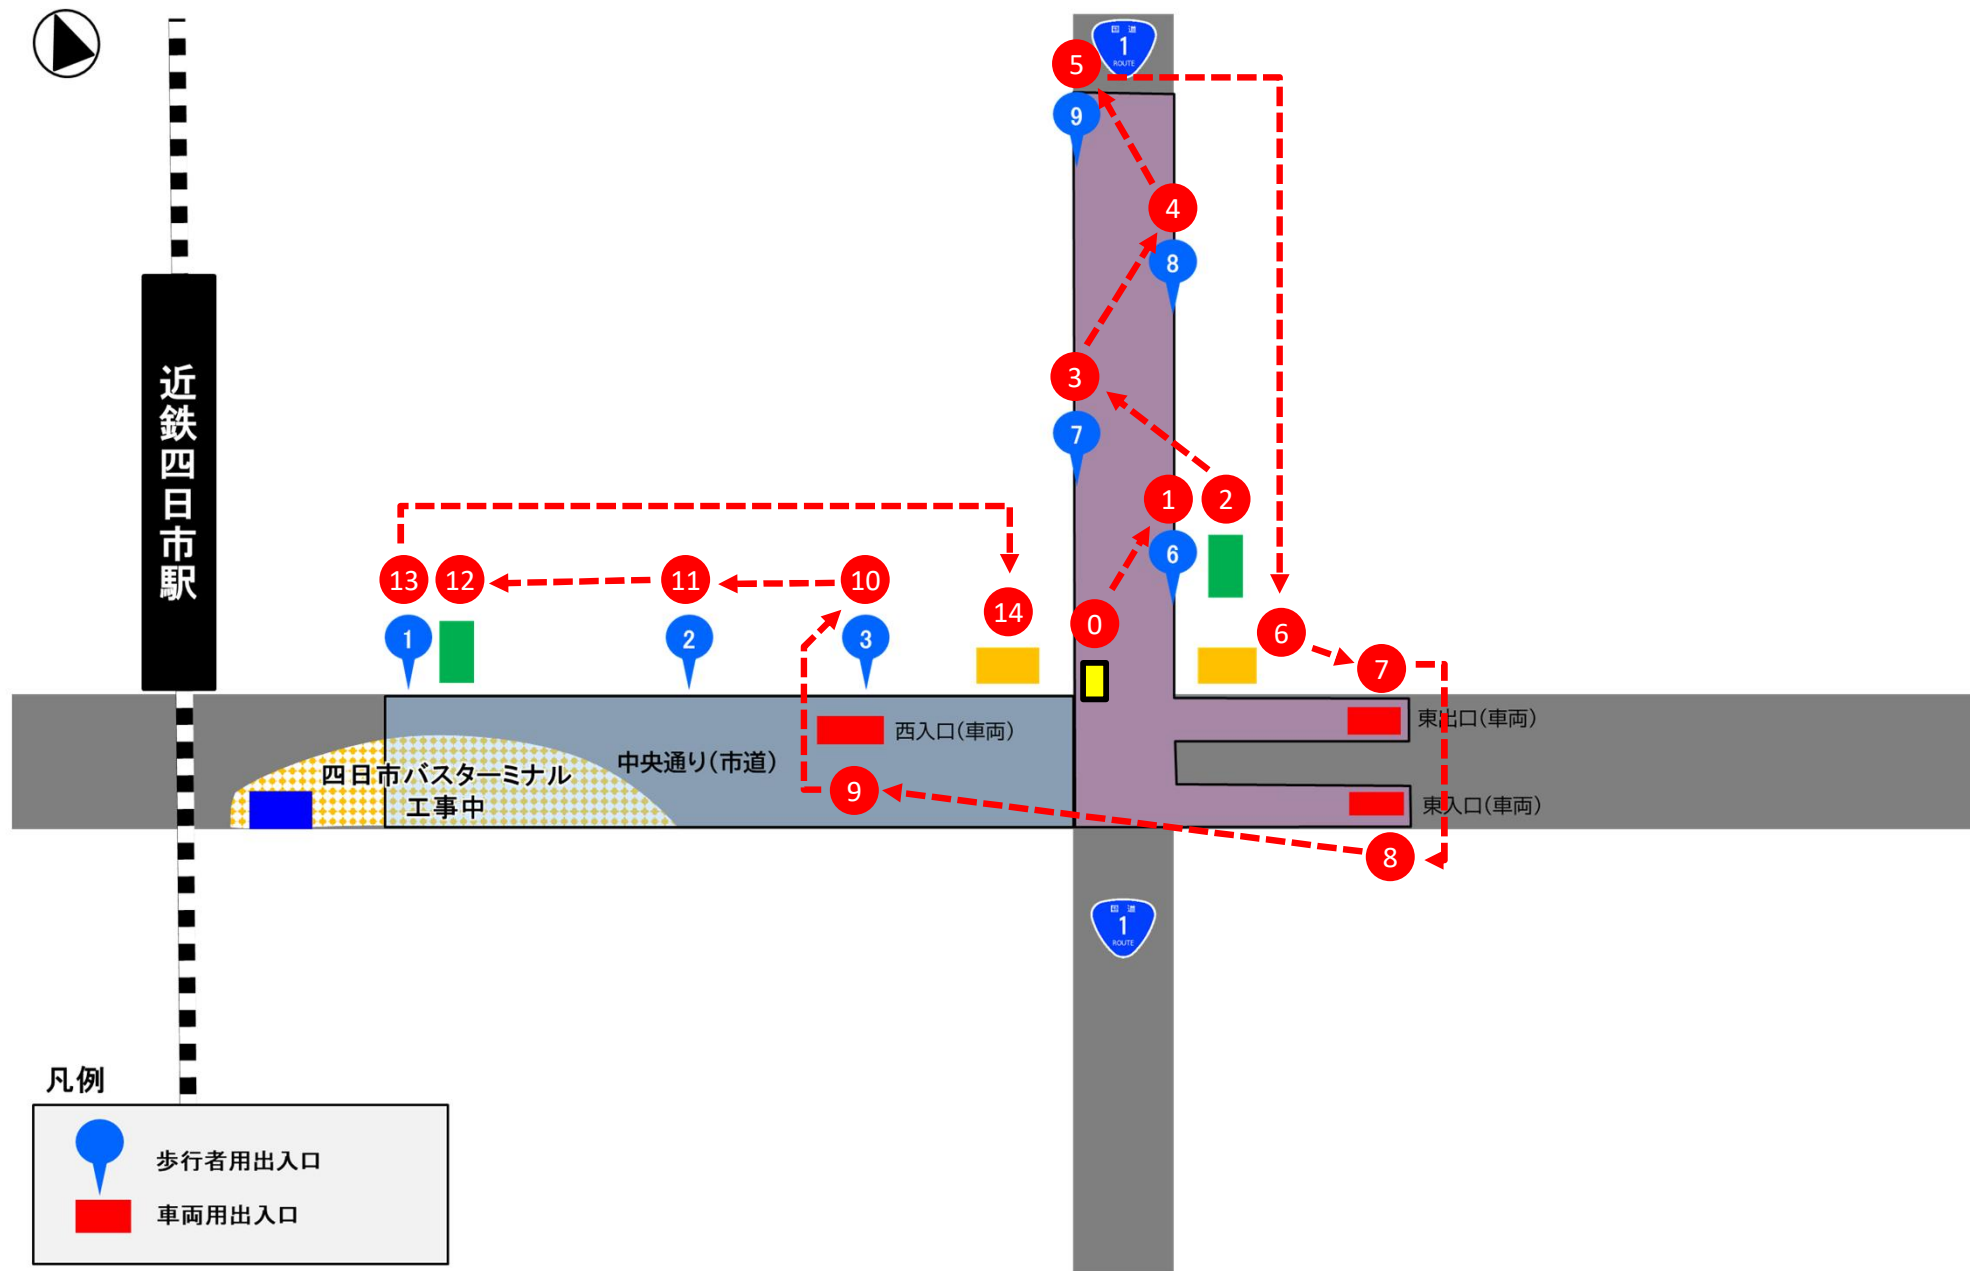 国道
1
ROUTE
5
9
4
8
近鉄四日市駅
3
7
1
2
6
13
12
11
10
14
0
6
7
1
2
3
西入口(車両)
東出口(車両)
中央通り(市道)
四日市バスターミナル
工事中
9
東入口(車両)
8
国道
1
ROUTE
凡例
歩行者用出入口
車両用出入口